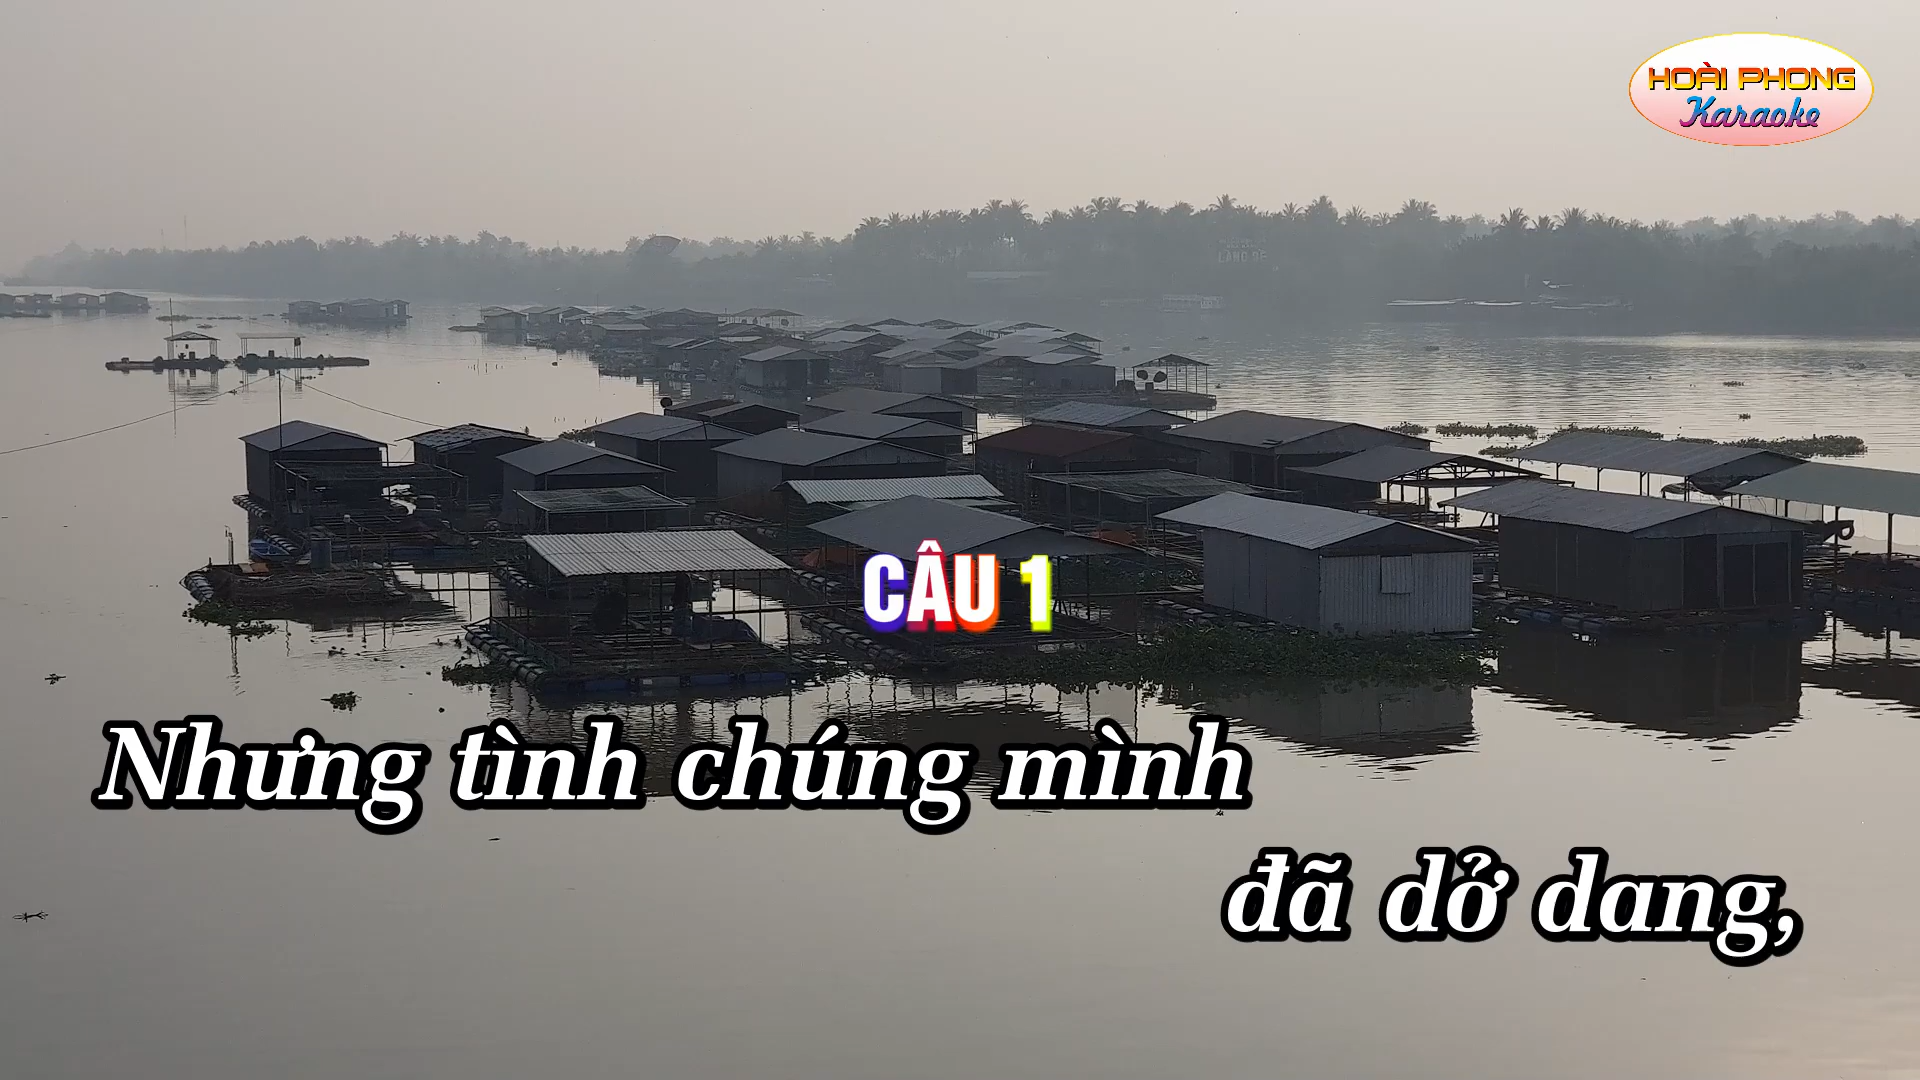 HOÀI PHONG
Karaoke
CÂU 1
Nhưng tình chúng mình
đã dở dang,